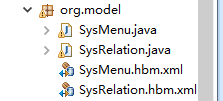 org.model
SysMenu.java
SysRelation.java
SysMenu.hbm.xml
SysRelation.hbm.xml